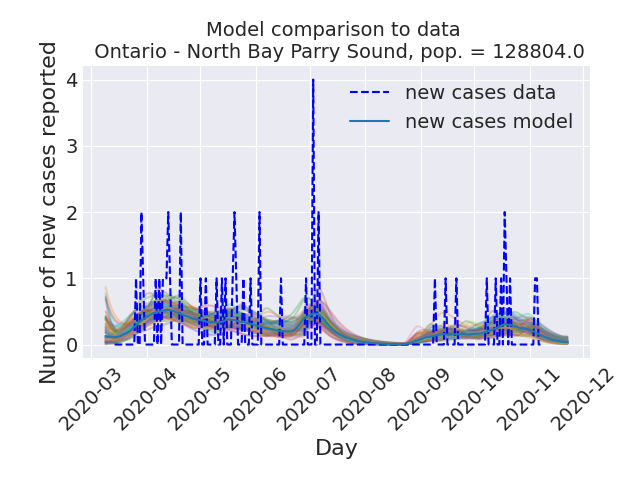 Model comparison to data
Ontario - North Bay Parry Sound, pop. = 128804.0
new cases data
new cases model
Number of new cases reported
4
3
2
1
0
2020-03
2020-04
2020-05
2020-06
2020-07
2020-08
2020-09
2020-10
2020-11
2020-12
Day